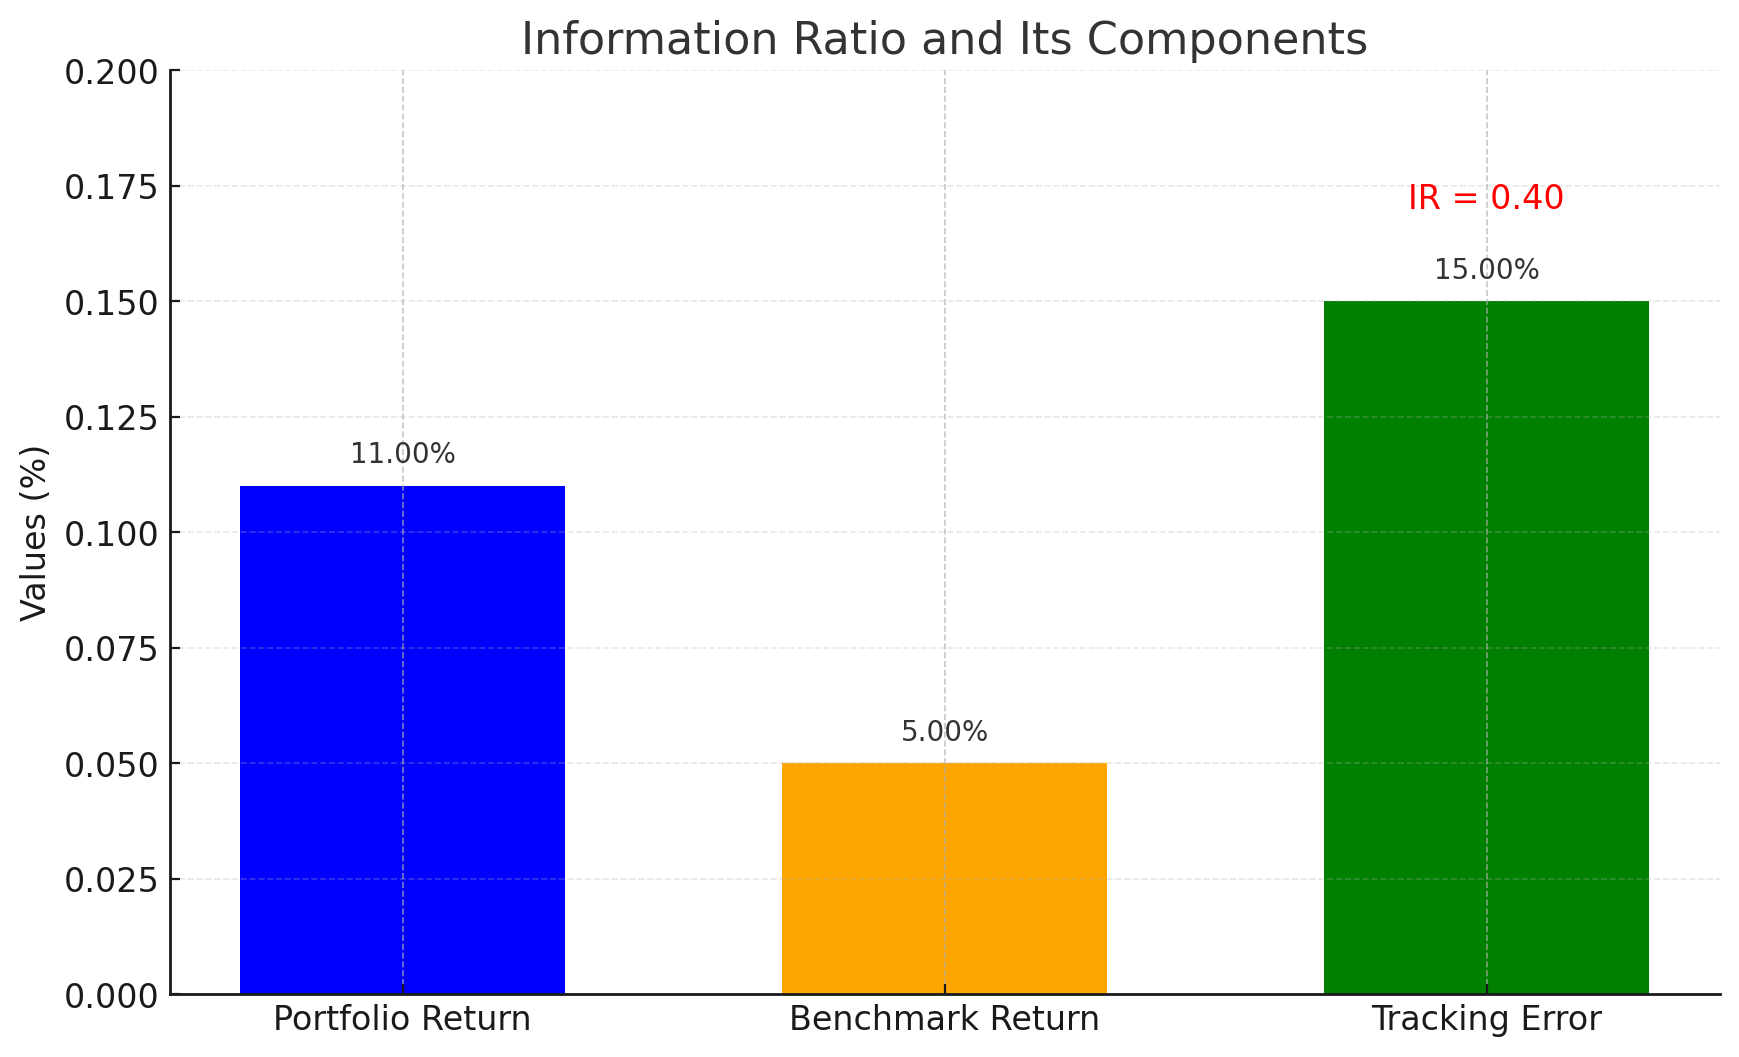 Information Ratio and Its Components
0.200
0.175
0.150
0.125
0.100
0.075
0.050
0.025
0.000
Values (%)
11.00%
5.00%
IR = 0.40
15.00%
Portfolio Return
Benchmark Return
Tracking Error